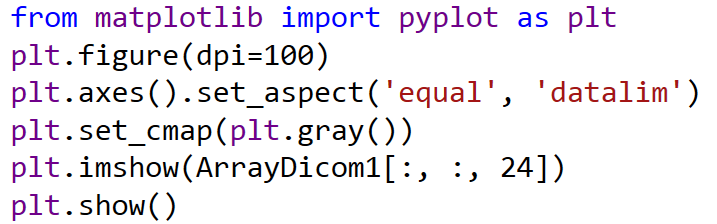 from matplotlib import pyplot as plt
plt.figure(dpi=100)
plt.axes().set_aspect('equal', 'datalim')
plt.set_cmap(plt.gray())
plt.imshow(ArrayDicom1[:, :, 24])
plt.show()